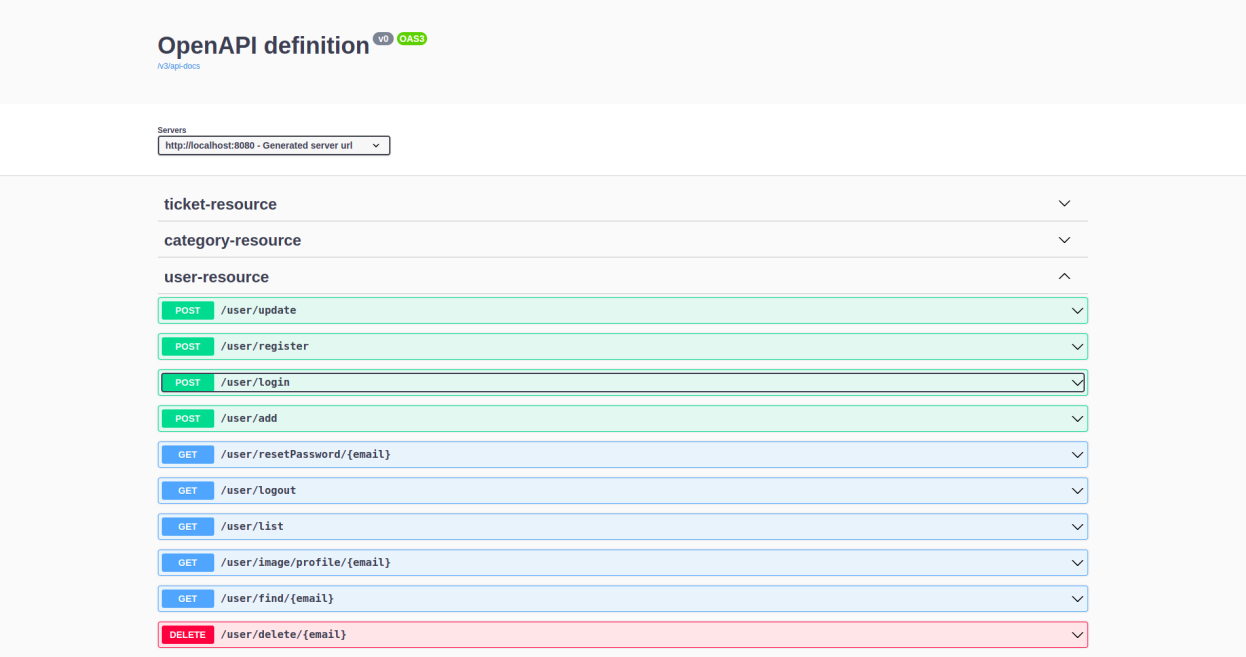 OpenAPI definition v0 OAS3
/v3/api-docs
Servers
http://localhost:8080 - Generated server url
ticket-resource
category-resource
user-resource
POST /user/update
POST /user/register
POST /user/login
POST /user/add
GET /user/resetPassword/{email}
GET /user/logout
GET /user/list
GET /user/image/profile/{email}
GET /user/find/{email}
DELETE /user/delete/{email}